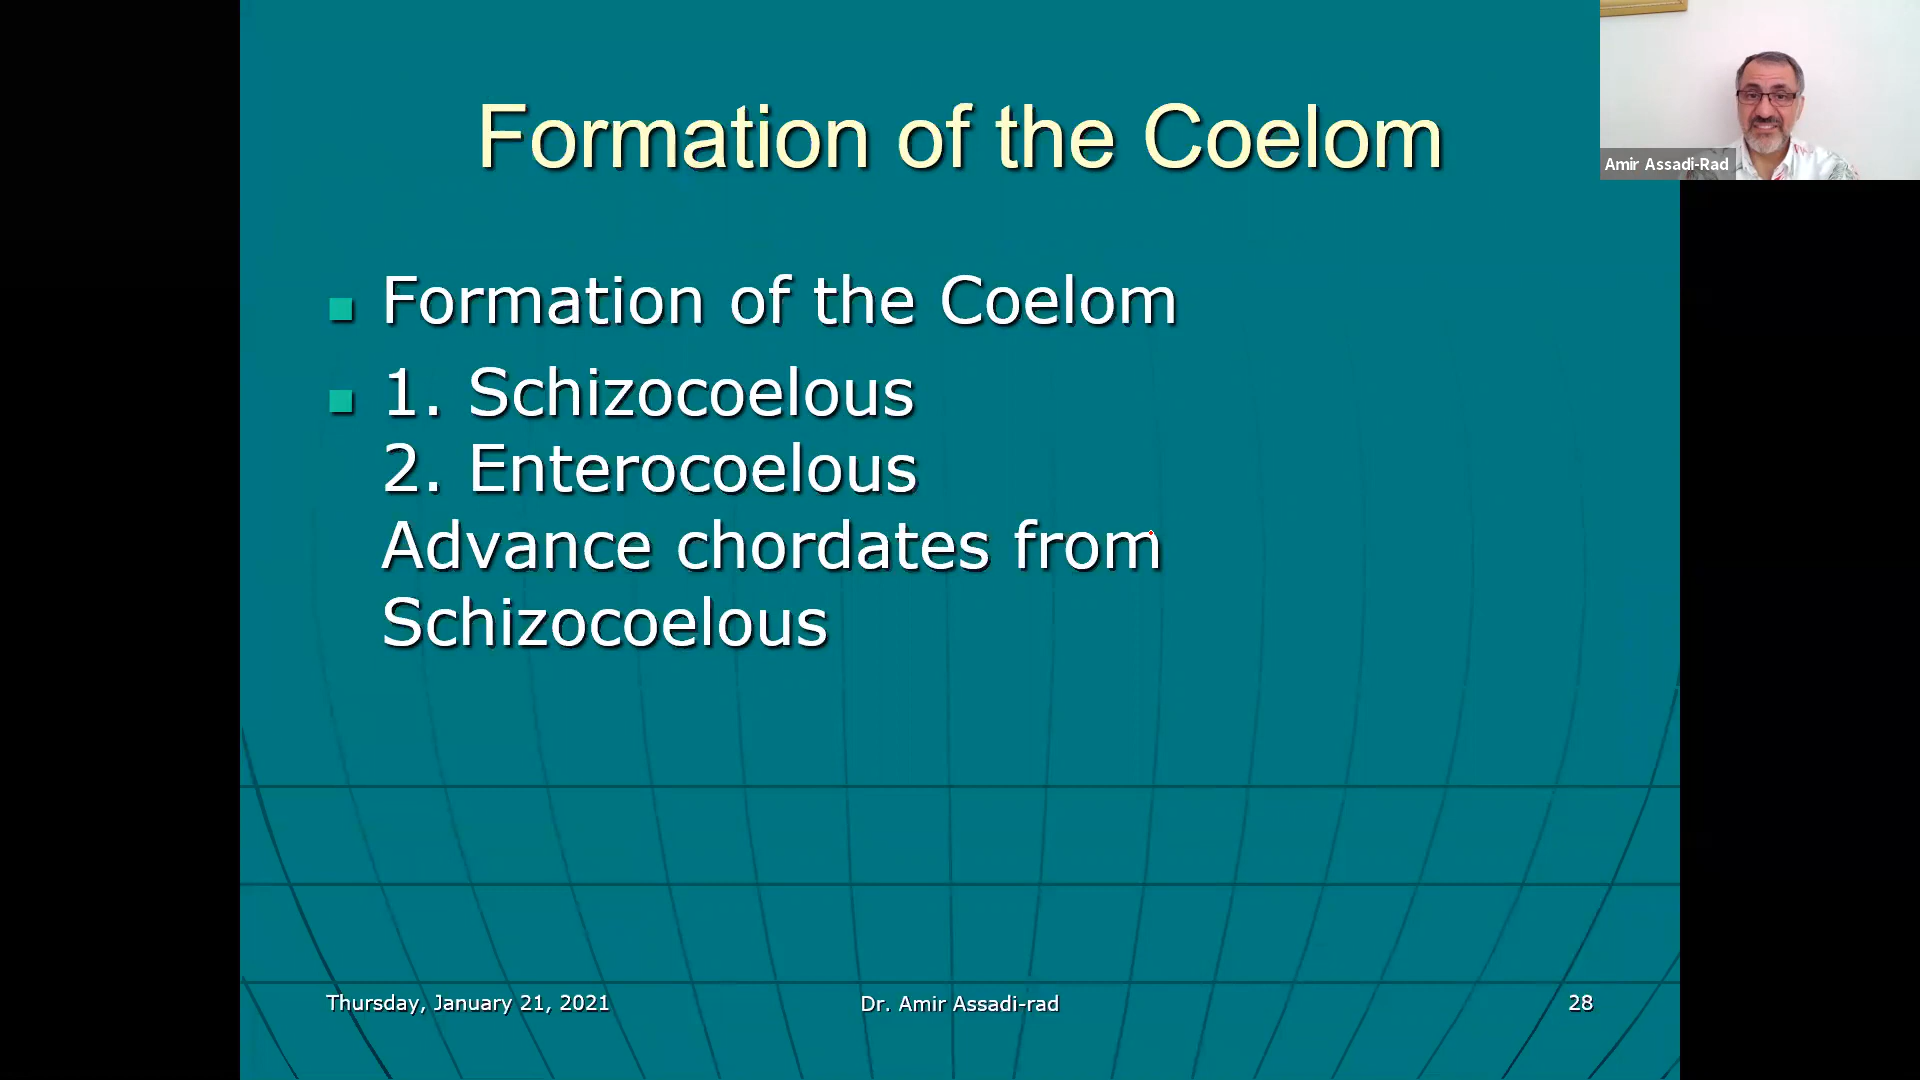 Formation of the Coelom
Amir Assadi-Rad
Formation of the Coelom
1. Schizocoelous
2. Enterocoelous
Advance chordates from
Schizocoelous
Thursday, January 21, 2021
Dr. Amir Assadi-rad
28